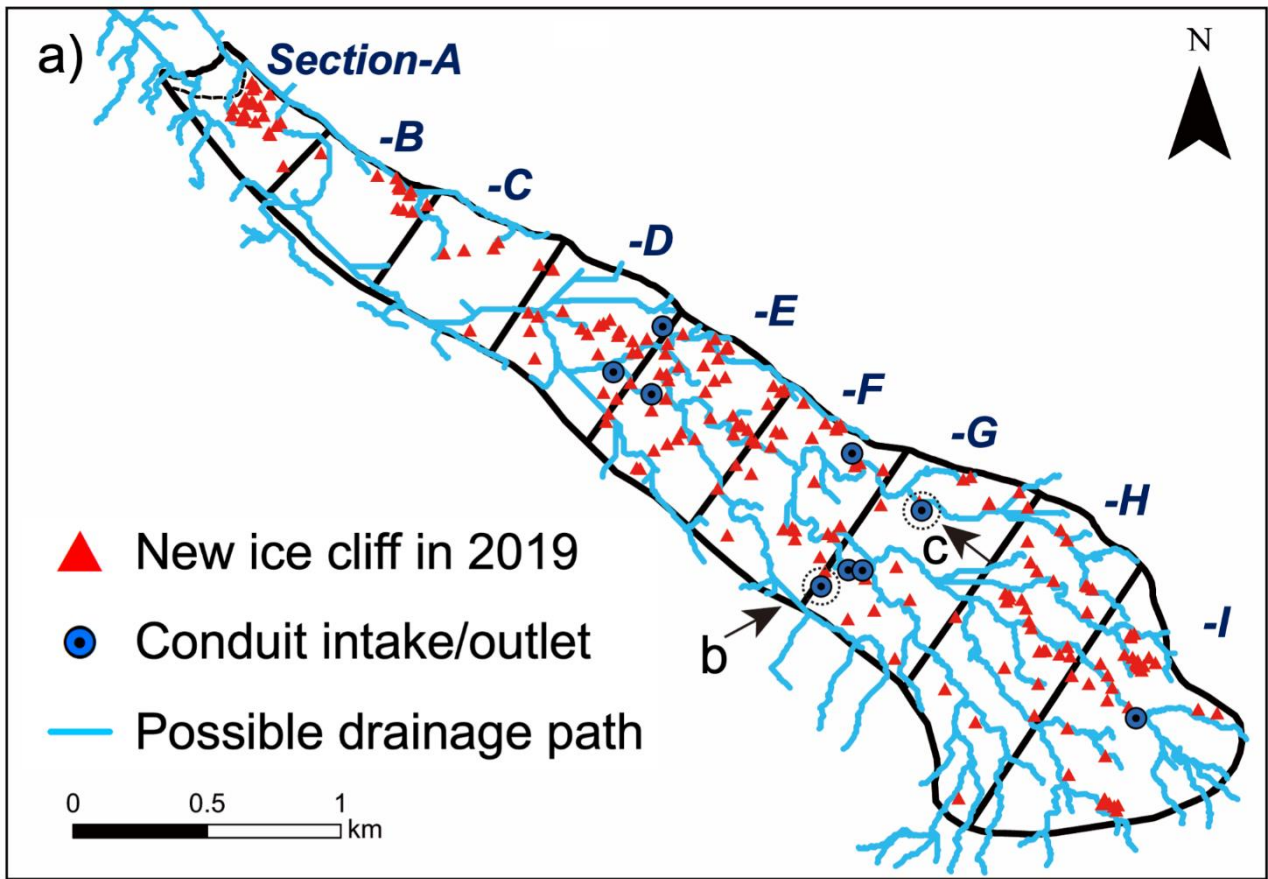 a)
Section-A
N
-B
-C
-D
-E
-F
-G
-H
c
-I
b
New ice cliff in 2019
Conduit intake/outlet
Possible drainage path
0 0.5 1
km